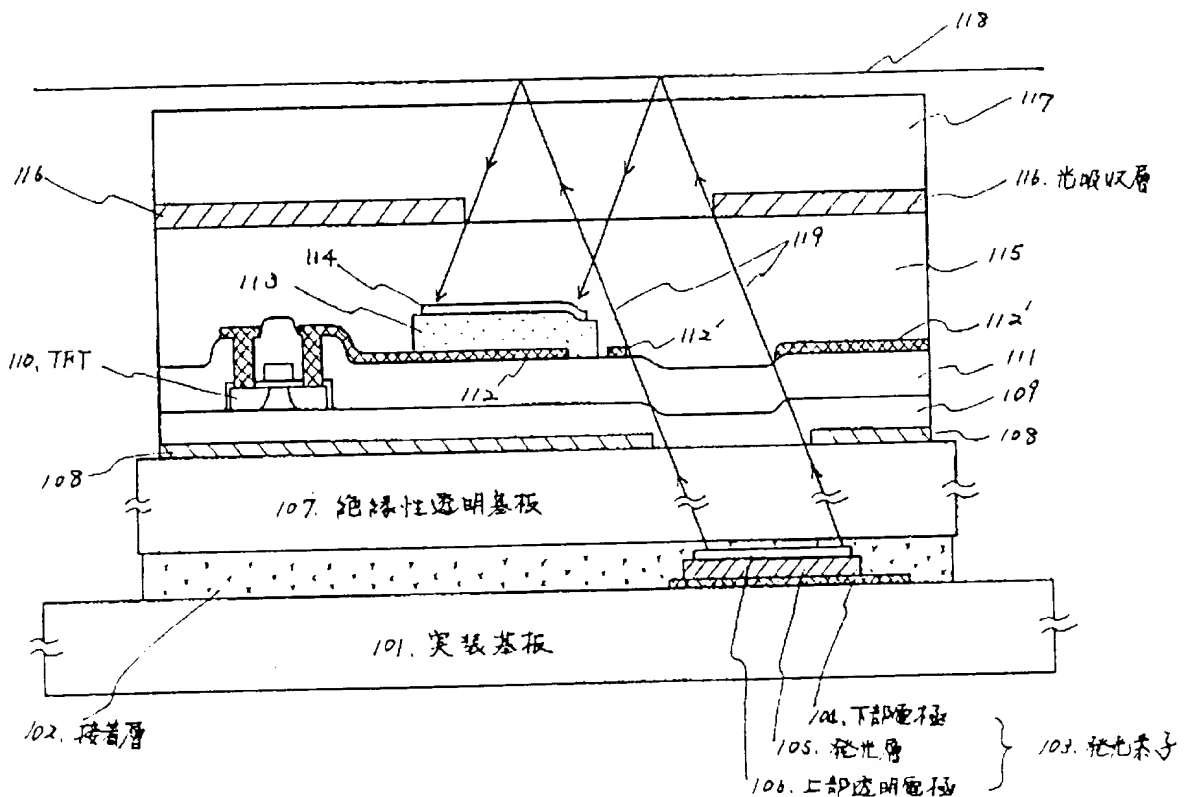 118
117
116
116. 光吸収層
119
115
114
113
112'
112'
110. TFT
111
112
109
108
108
107. 絶縁性透明基板
101. 実装基板
102. 接着層
104. 下部電極
105. 発光層
103. 発光素子
106. 上部透明電極